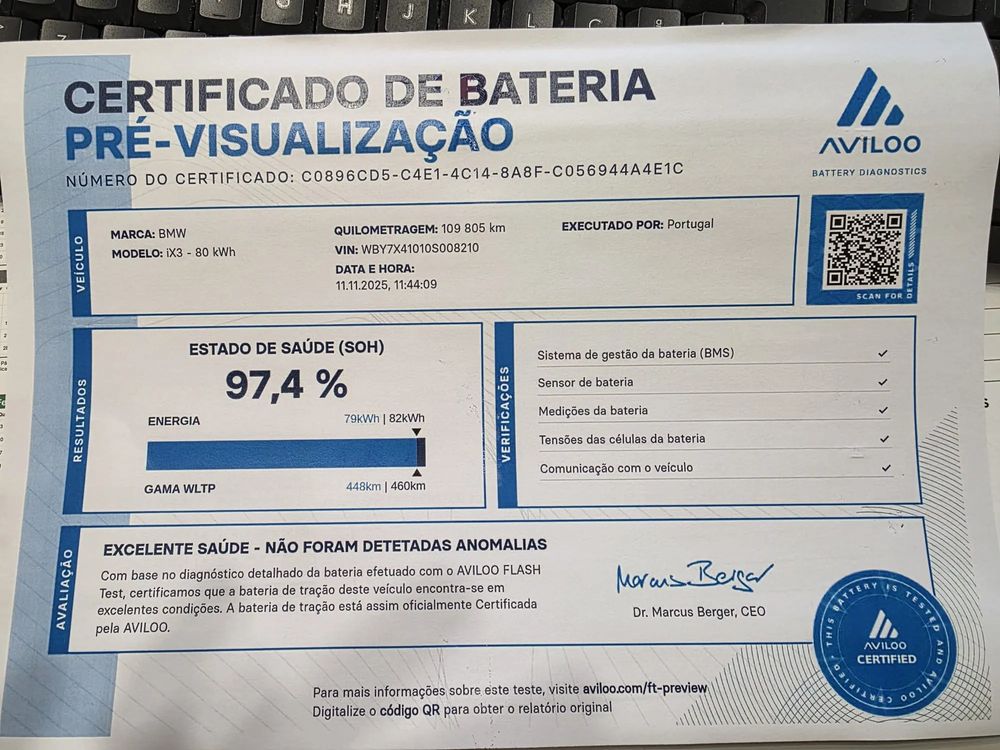 H J K L
CERTIFICADO DE BATERIA
PRÉ-VISUALIZAÇÃO
NÚMERO DO CERTIFICADO: C0896CD5-C4E1-4C14-8A8F-C056944A4E1C
AVILOO
BATTERY DIAGNOSTICS
VEÍCULO
MARCA: BMW
MODELO: iX3 - 80 kWh
QUILOMETRAGEM: 109 805 km
VIN: WBY7X41010S008210
DATA E HORA:
11.11.2025, 11:44:09
EXECUTADO POR: Portugal
SCAN FOR DETAILS
RESULTADOS
ESTADO DE SAÚDE (SOH)
97,4 %
ENERGIA 79kWh | 82kWh
GAMA WLTP 448km | 460km
VERIFICAÇÕES
Sistema de gestão da bateria (BMS)
Sensor de bateria
Medições da bateria
Tensões das células da bateria
Comunicação com o veículo
AVALIAÇÃO
EXCELENTE SAÚDE - NÃO FORAM DETETADAS ANOMALIAS
Com base no diagnóstico detalhado da bateria efetuado com o AVILOO FLASH
Test, certificamos que a bateria de tração deste veículo encontra-se em
excelentes condições. A bateria de tração está assim oficialmente Certificada
pela AVILOO.
Marcus Berger
Dr. Marcus Berger, CEO
THIS BATTERY IS TESTED AND AVILOO CERTIFIED!
AVILOO
CERTIFIED
Para mais informações sobre este teste, visite aviloo.com/ft-preview
Digitalize o código QR para obter o relatório original